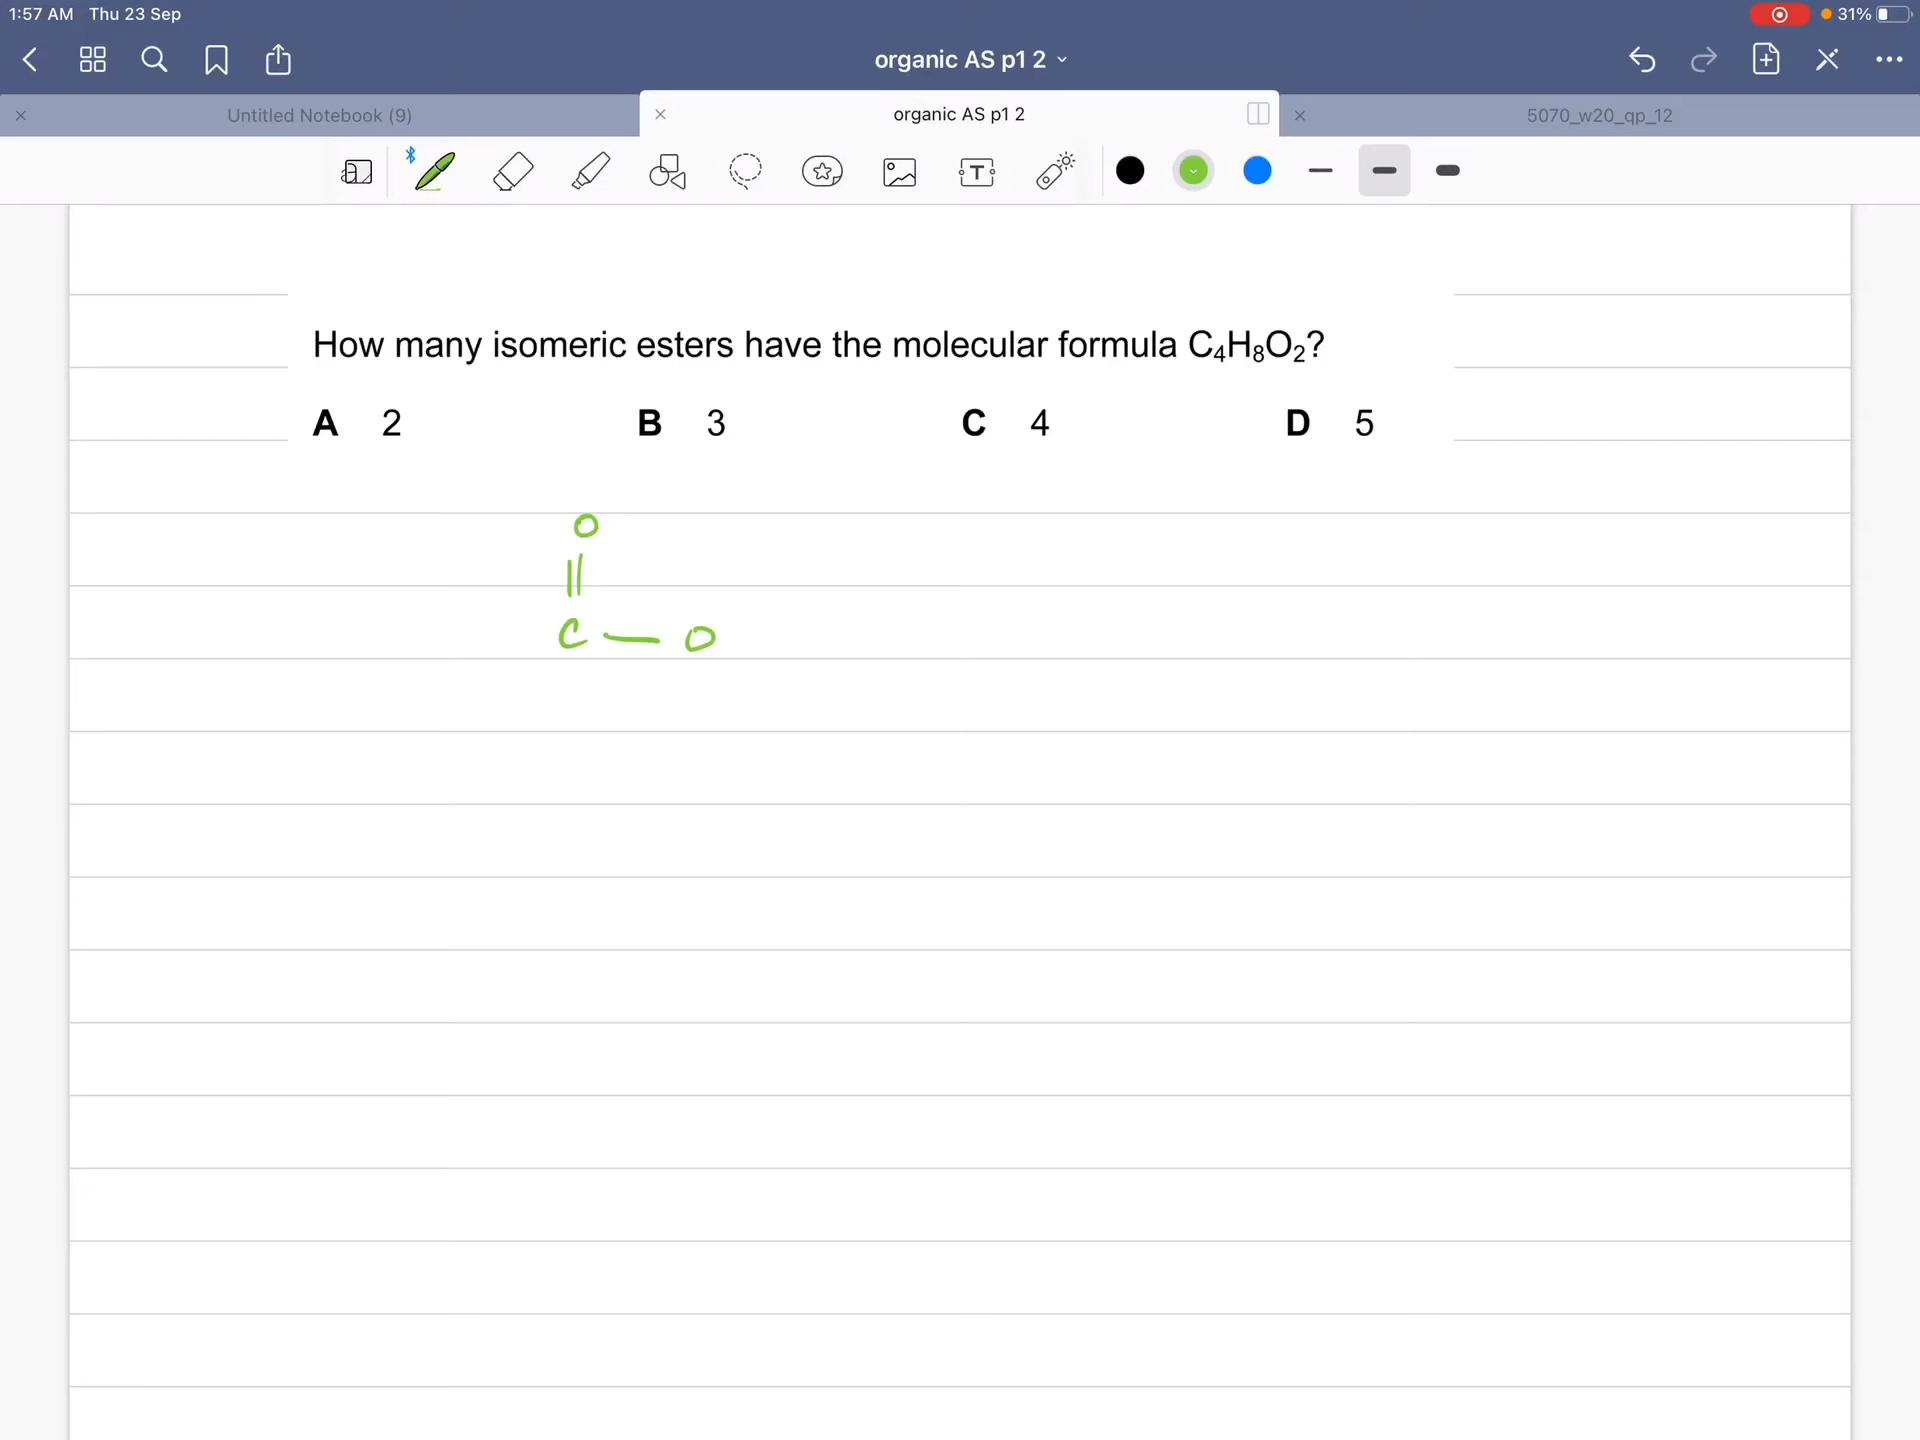 1:57 AM Thu 23 Sep
31%
organic AS p1 2
Untitled Notebook (9)
organic AS p1 2
5070_w20_qp_12
T
How many isomeric esters have the molecular formula C₄H₈O₂?
A 2 B 3 C 4 D 5
O
||
C — O